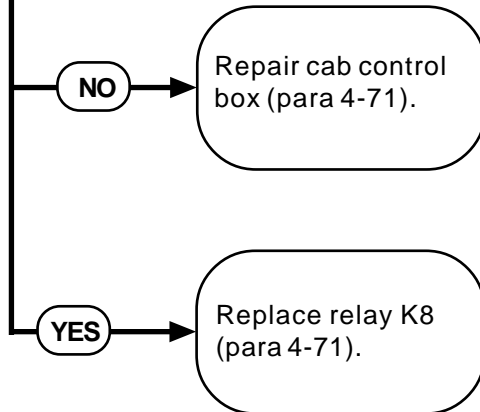 NO
Repair cab control
box (para 4-71).
YES
Replace relay K8
(para 4-71).